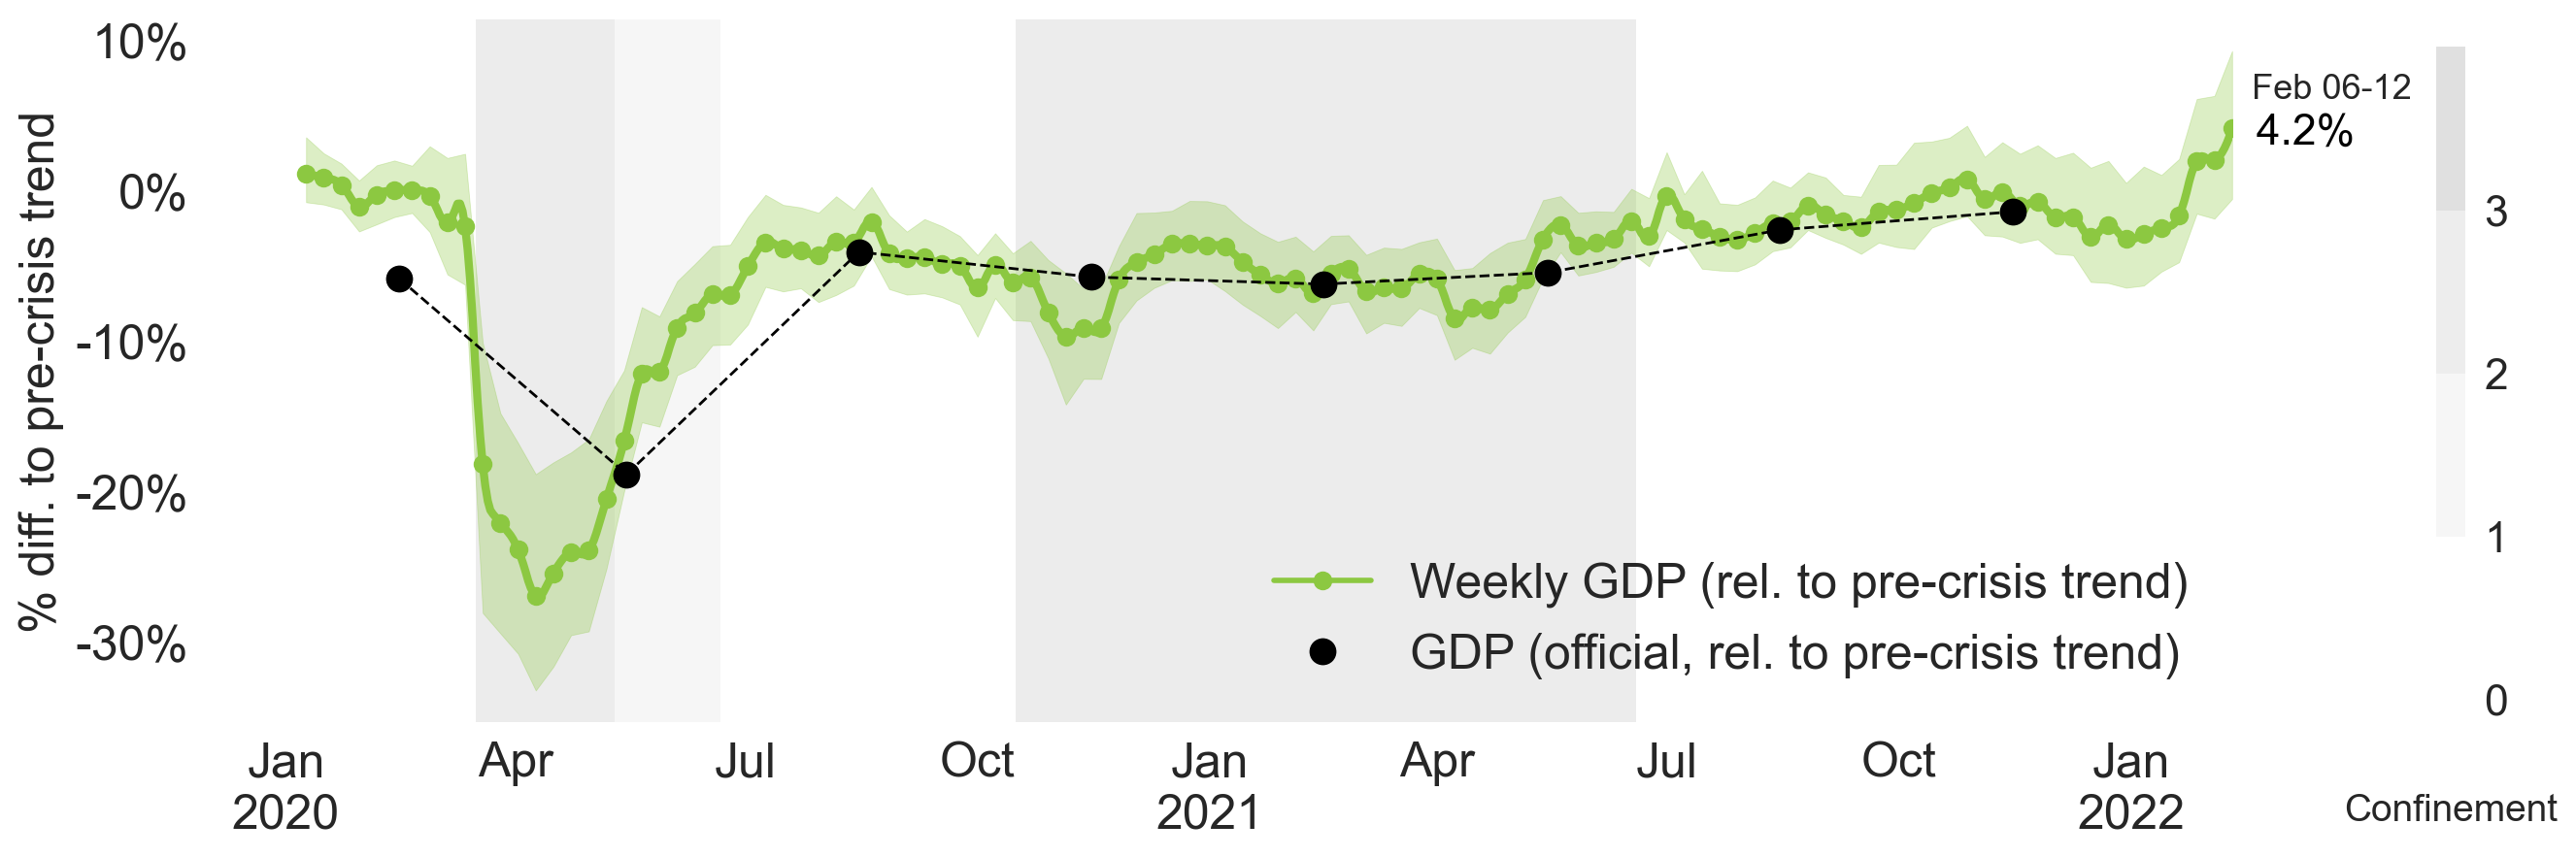 % diff. to pre-crisis trend
10%
0%
-10%
-20%
-30%
Feb 06-12
4.2%
Weekly GDP (rel. to pre-crisis trend)
GDP (official, rel. to pre-crisis trend)
3
2
1
0
Jan Apr Jul Oct Jan Apr Jul Oct Jan
2020 2021 2022
Confinement